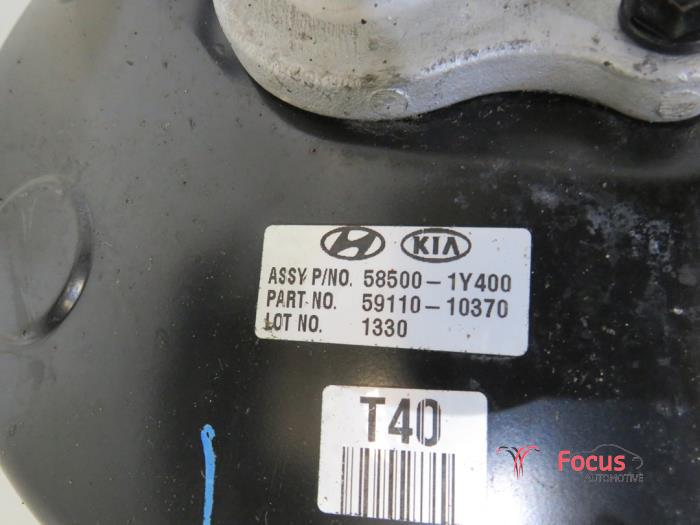 KIA
ASSY P/NO. 58500-1Y400
PART NO. 59110-10370
LOT NO. 1330
T40
Focus
AUTOMOTIVE